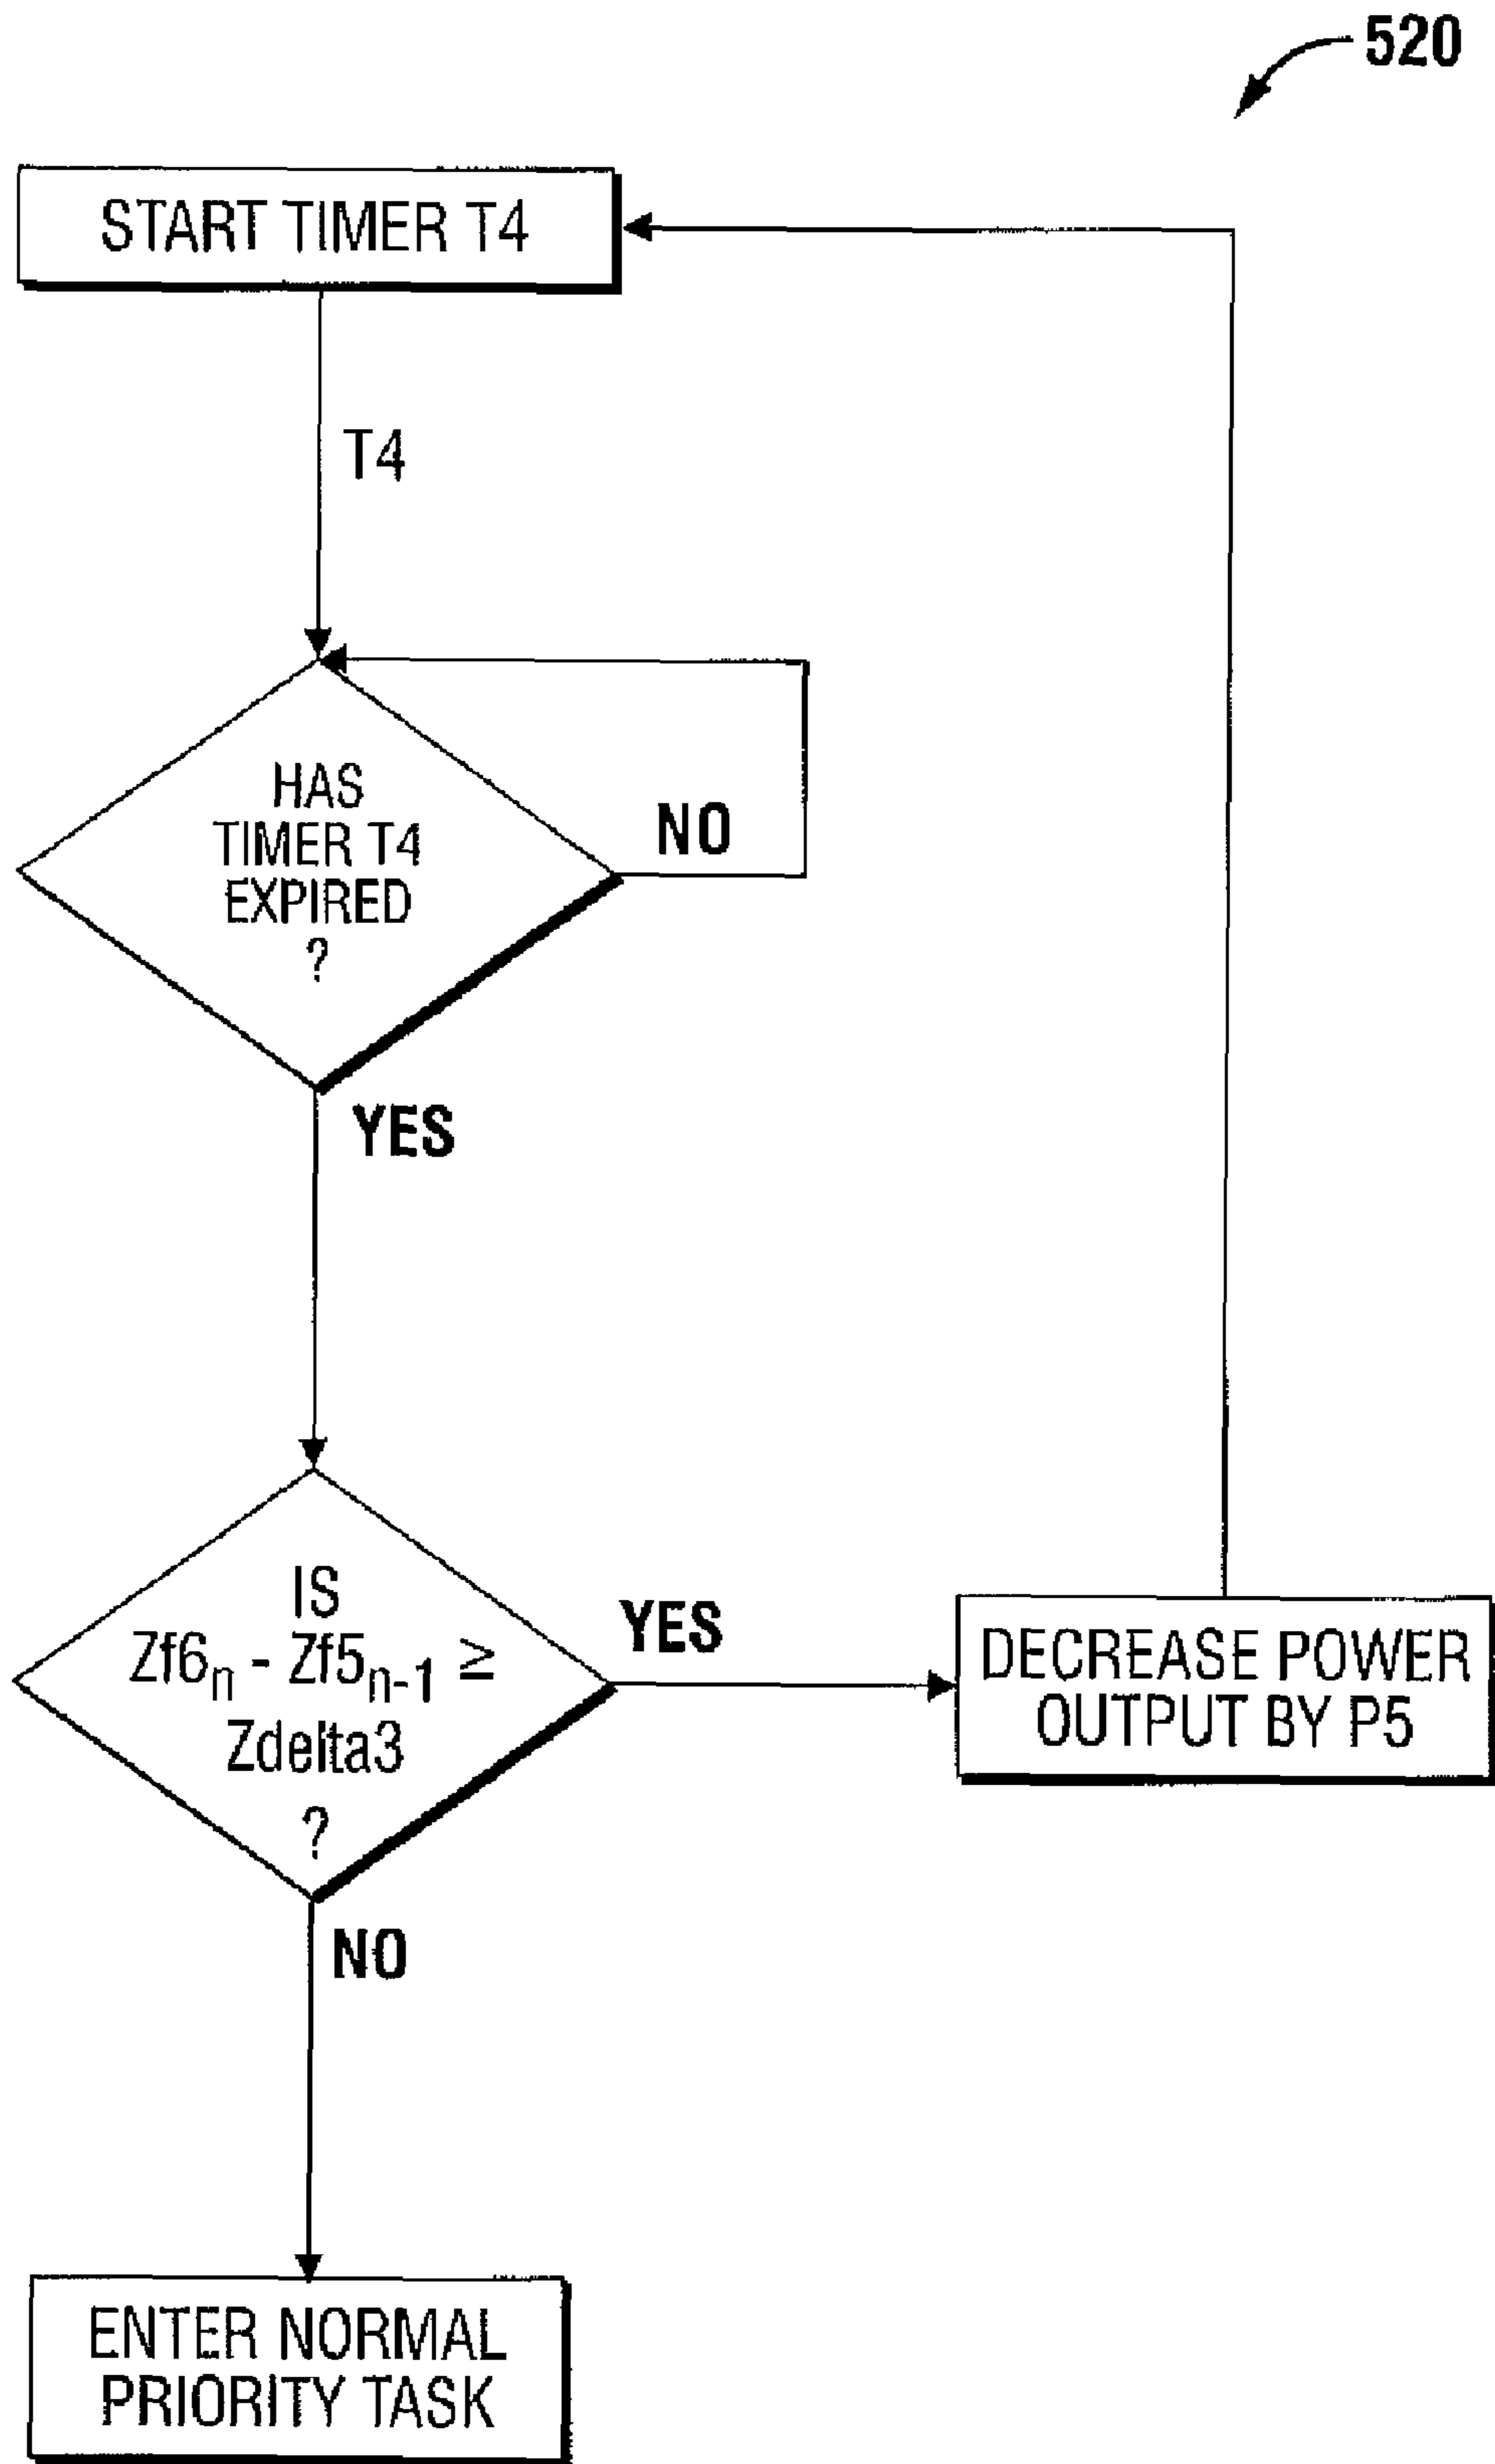 520
START TIMER T4
T4
HAS
TIMER T4
EXPIRED
?
NO
YES
IS
Zf6n - Zf5n-1 ≥
Zdelta3
?
YES
DECREASE POWER
OUTPUT BY P5
NO
ENTER NORMAL
PRIORITY TASK